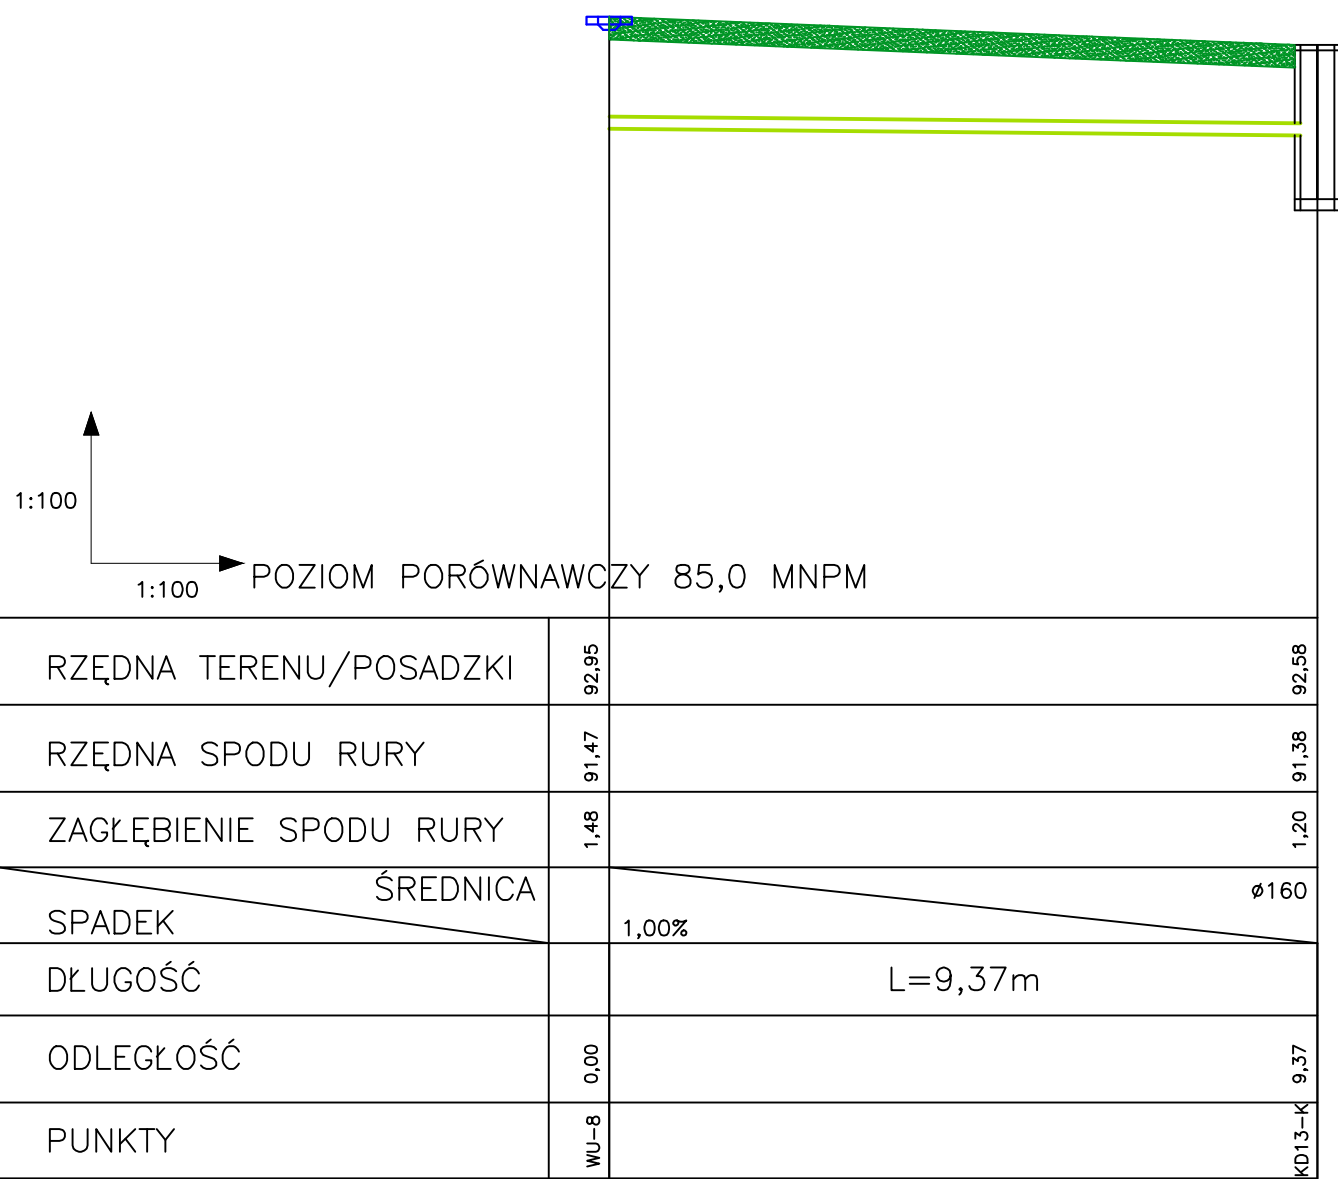 1:100
1:100
POZIOM PORÓWNAWCZY 85,0 MNPM
RZĘDNA TERENU/POSADZKI 92,95 92,58
RZĘDNA SPODU RURY 91,47 91,38
ZAGŁĘBIENIE SPODU RURY 1,48 1,20
ŚREDNICA ø160
SPADEK 1,00%
DŁUGOŚĆ L=9,37m
ODLEGŁOŚĆ 0,00 9,37
PUNKTY WU-8 KD13-K